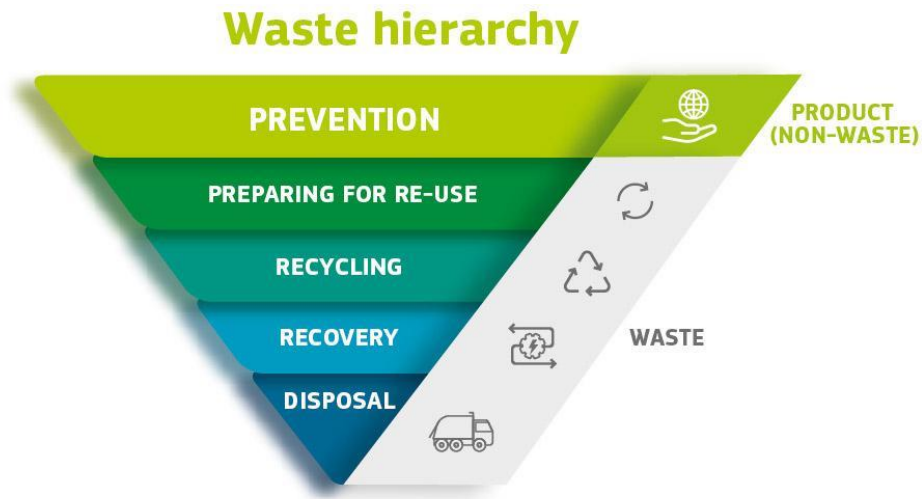 Waste hierarchy
PREVENTION
PRODUCT
(NON-WASTE)
PREPARING FOR RE-USE
RECYCLING
RECOVERY
WASTE
DISPOSAL